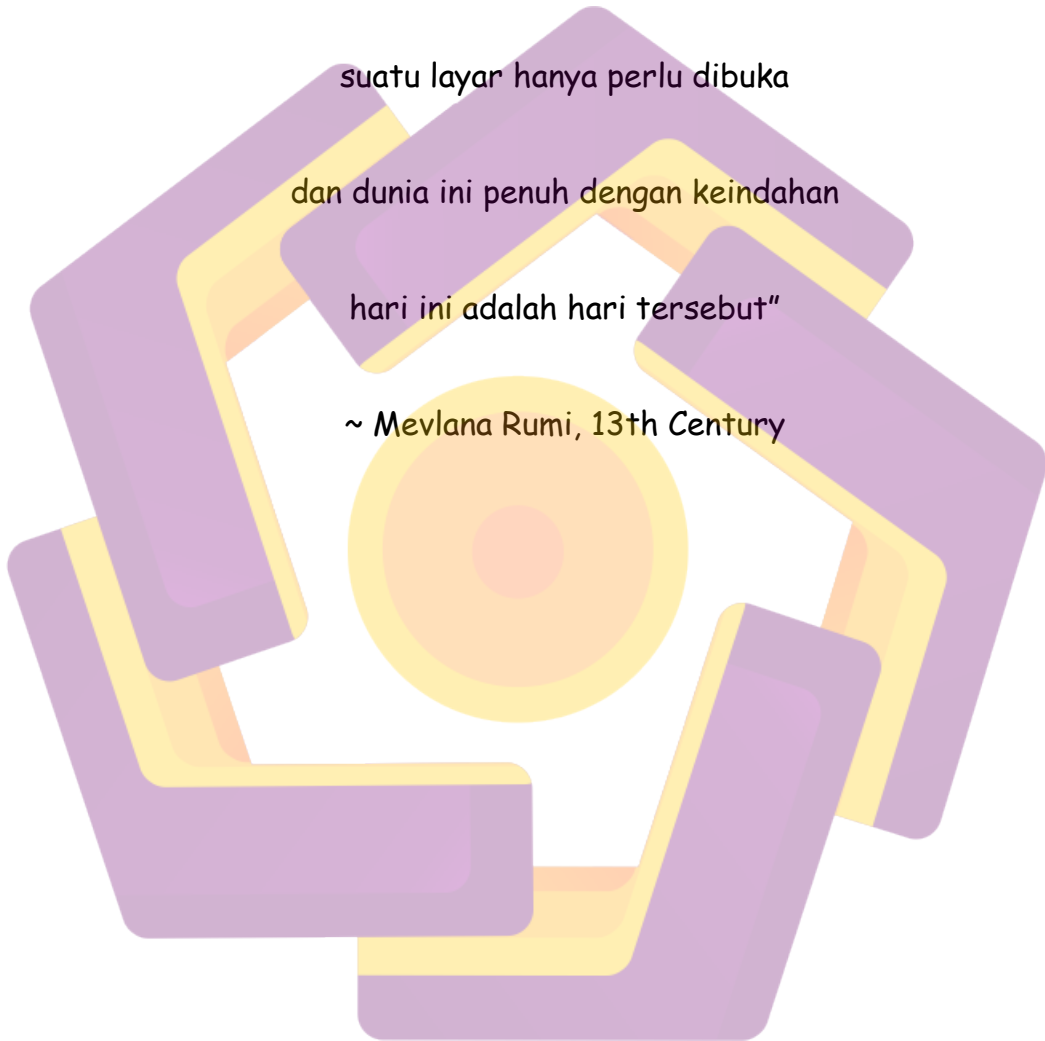 suatu layar hanya perlu dibuka
dan dunia ini penuh dengan keindahan
hari ini adalah hari tersebut”
~ Mevlana Rumi, 13th Century